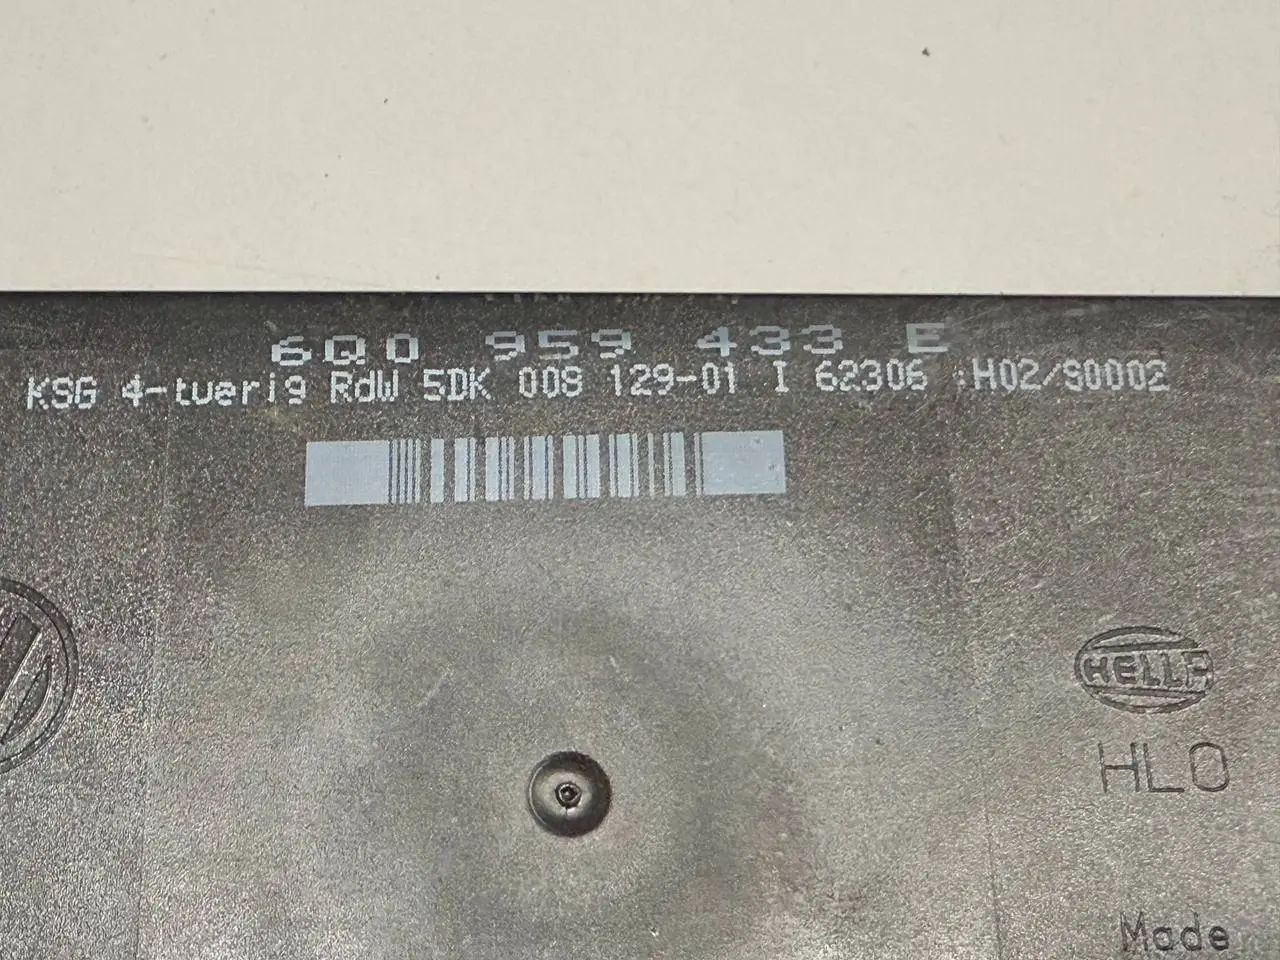 6Q0 959 433 E
KSG 4-tuerig RdW 5DK 008 129-01 I 62306 :H02/S0002
HELLA
HLO
Made